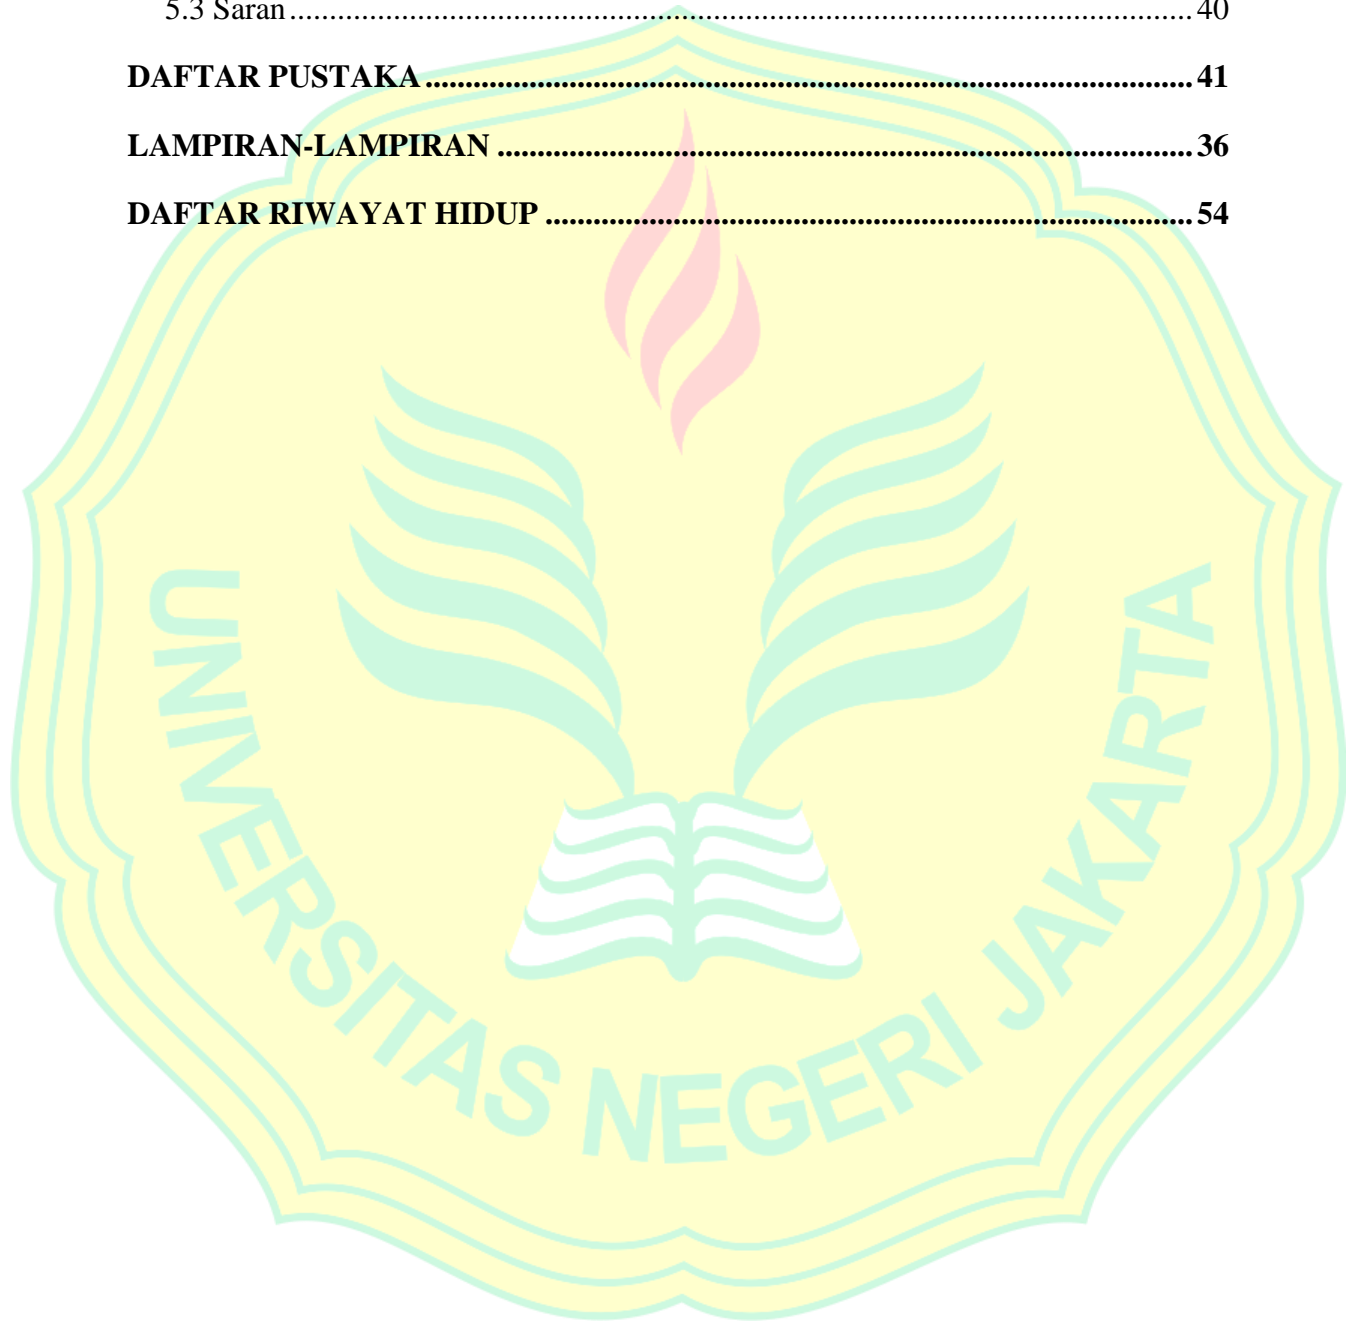 5.3 Saran.................................................................................................................. 40
DAFTAR PUSTAKA................................................................................................ 41
LAMPIRAN-LAMPIRAN ....................................................................................... 36
DAFTAR RIWAYAT HIDUP ................................................................................. 54
UNIVERSITAS NEGERI JAKARTA